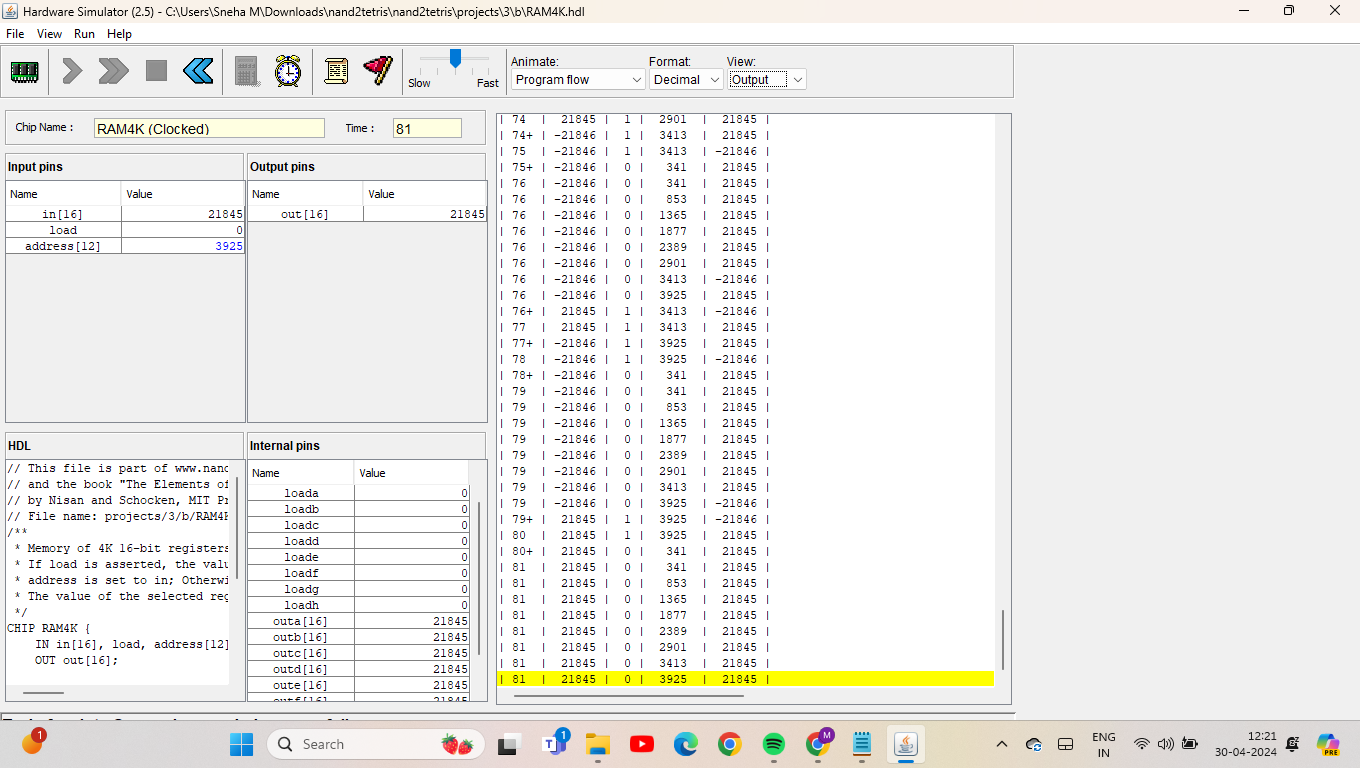 Hardware Simulator (2.5) - C:\Users\Sneha M\Downloads\nand2tetris\nand2tetris\projects\3\b\RAM4K.hdl
File View Run Help
Slow Fast
Animate: Format: View:
Program flow Decimal Output
Chip Name : RAM4K (Clocked) Time : 81
Input pins
Name Value
in[16] 21845
load 0
address[12] 3925
Output pins
Name Value
out[16] 21845
HDL
// This file is part of www.nand
// and the book "The Elements of
// by Nisan and Schocken, MIT Pr
// File name: projects/3/b/RAM4K
/**
* Memory of 4K 16-bit registers
* If load is asserted, the valu
* address is set to in; Otherwi
* The value of the selected reg
*/
CHIP RAM4K {
IN in[16], load, address[12]
OUT out[16];
Internal pins
Name Value
loada 0
loadb 0
loadc 0
loadd 0
loade 0
loadf 0
loadg 0
loadh 0
outa[16] 21845
outb[16] 21845
outc[16] 21845
outd[16] 21845
oute[16] 21845
outf[16] 21845
| 74 | 21845 | 1 | 2901 | 21845 |
| 74+ | -21846 | 1 | 3413 | 21845 |
| 75 | -21846 | 1 | 3413 | -21846 |
| 75+ | -21846 | 0 | 341 | 21845 |
| 76 | -21846 | 0 | 341 | 21845 |
| 76 | -21846 | 0 | 853 | 21845 |
| 76 | -21846 | 0 | 1365 | 21845 |
| 76 | -21846 | 0 | 1877 | 21845 |
| 76 | -21846 | 0 | 2389 | 21845 |
| 76 | -21846 | 0 | 2901 | 21845 |
| 76 | -21846 | 0 | 3413 | -21846 |
| 76 | -21846 | 0 | 3925 | 21845 |
| 76+ | 21845 | 1 | 3413 | -21846 |
| 77 | 21845 | 1 | 3413 | 21845 |
| 77+ | -21846 | 1 | 3925 | 21845 |
| 78 | -21846 | 1 | 3925 | -21846 |
| 78+ | -21846 | 0 | 341 | 21845 |
| 79 | -21846 | 0 | 341 | 21845 |
| 79 | -21846 | 0 | 853 | 21845 |
| 79 | -21846 | 0 | 1365 | 21845 |
| 79 | -21846 | 0 | 1877 | 21845 |
| 79 | -21846 | 0 | 2389 | 21845 |
| 79 | -21846 | 0 | 2901 | 21845 |
| 79 | -21846 | 0 | 3413 | 21845 |
| 79 | -21846 | 0 | 3925 | -21846 |
| 79+ | 21845 | 1 | 3925 | -21846 |
| 80 | 21845 | 1 | 3925 | 21845 |
| 80+ | 21845 | 0 | 341 | 21845 |
| 81 | 21845 | 0 | 341 | 21845 |
| 81 | 21845 | 0 | 853 | 21845 |
| 81 | 21845 | 0 | 1365 | 21845 |
| 81 | 21845 | 0 | 1877 | 21845 |
| 81 | 21845 | 0 | 2389 | 21845 |
| 81 | 21845 | 0 | 2901 | 21845 |
| 81 | 21845 | 0 | 3413 | 21845 |
| 81 | 21845 | 0 | 3925 | 21845 |
1
Search
1
M
ENG
IN
12:21
30-04-2024
PRE